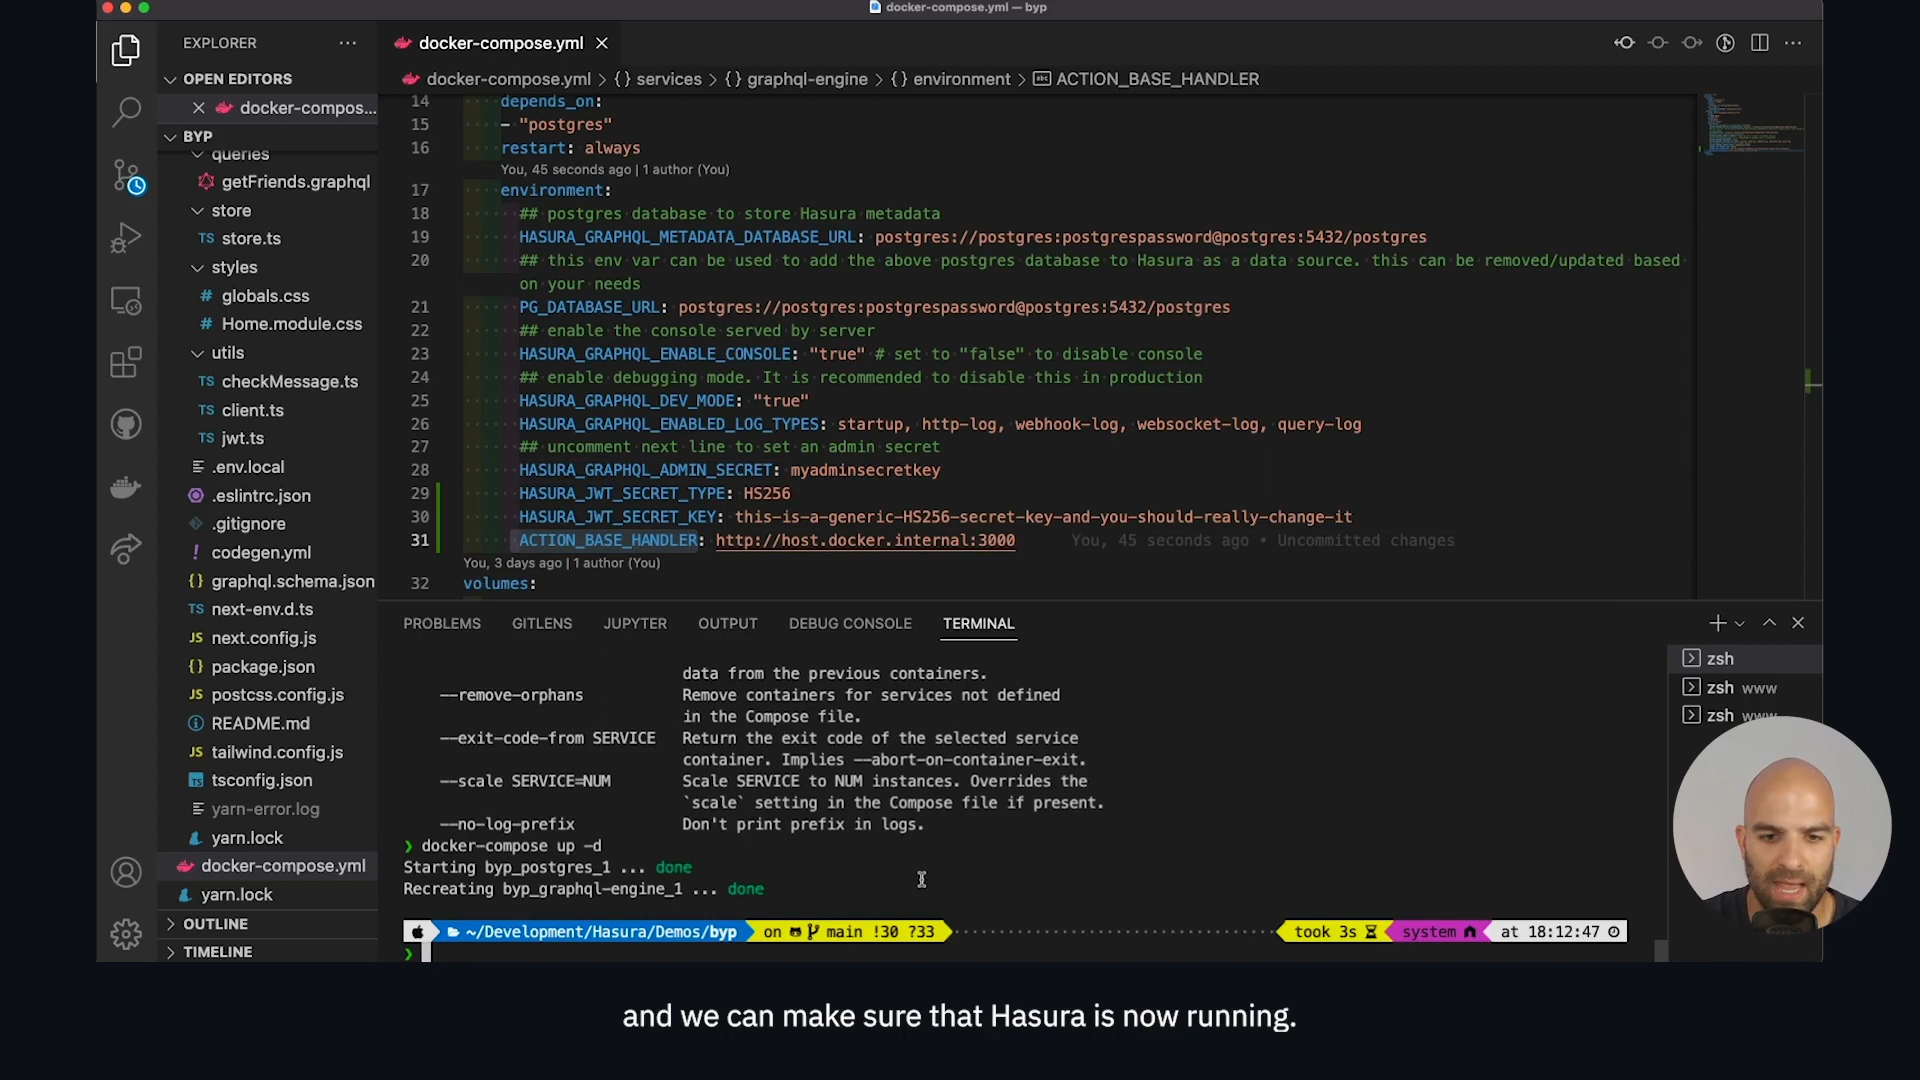 docker-compose.yml — byp
EXPLORER
OPEN EDITORS
docker-compos...
BYP
queries
getFriends.graphql
store
TS store.ts
styles
# globals.css
# Home.module.css
utils
TS checkMessage.ts
TS client.ts
TS jwt.ts
.env.local
.eslintrc.json
.gitignore
! codegen.yml
{} graphql.schema.json
TS next-env.d.ts
JS next.config.js
{} package.json
JS postcss.config.js
README.md
JS tailwind.config.js
tsconfig.json
yarn-error.log
yarn.lock
docker-compose.yml
yarn.lock
OUTLINE
TIMELINE
docker-compose.yml
docker-compose.yml > {} services > {} graphql-engine > {} environment > abc ACTION_BASE_HANDLER
14 depends_on:
15 - "postgres"
16 restart: always
You, 45 seconds ago | 1 author (You)
17 environment:
18 ## postgres database to store Hasura metadata
19 HASURA_GRAPHQL_METADATA_DATABASE_URL: postgres://postgres:postgrespassword@postgres:5432/postgres
20 ## this env var can be used to add the above postgres database to Hasura as a data source. this can be removed/updated based
on your needs
21 PG_DATABASE_URL: postgres://postgres:postgrespassword@postgres:5432/postgres
22 ## enable the console served by server
23 HASURA_GRAPHQL_ENABLE_CONSOLE: "true" # set to "false" to disable console
24 ## enable debugging mode. It is recommended to disable this in production
25 HASURA_GRAPHQL_DEV_MODE: "true"
26 HASURA_GRAPHQL_ENABLED_LOG_TYPES: startup, http-log, webhook-log, websocket-log, query-log
27 ## uncomment next line to set an admin secret
28 HASURA_GRAPHQL_ADMIN_SECRET: myadminsecretkey
29 HASURA_JWT_SECRET_TYPE: HS256
30 HASURA_JWT_SECRET_KEY: this-is-a-generic-HS256-secret-key-and-you-should-really-change-it
31 ACTION_BASE_HANDLER: http://host.docker.internal:3000 You, 45 seconds ago • Uncommitted changes
You, 3 days ago | 1 author (You)
32 volumes:
PROBLEMS GITLENS JUPYTER OUTPUT DEBUG CONSOLE TERMINAL
data from the previous containers.
--remove-orphans Remove containers for services not defined
in the Compose file.
--exit-code-from SERVICE Return the exit code of the selected service
container. Implies --abort-on-container-exit.
--scale SERVICE=NUM Scale SERVICE to NUM instances. Overrides the
`scale` setting in the Compose file if present.
--no-log-prefix Don't print prefix in logs.
❯ docker-compose up -d
Starting byp_postgres_1 ... done
Recreating byp_graphql-engine_1 ... done
~/Development/Hasura/Demos/byp on main !30 ?33 took 3s system at 18:12:47
❯
zsh
zsh www
zsh www
and we can make sure that Hasura is now running.